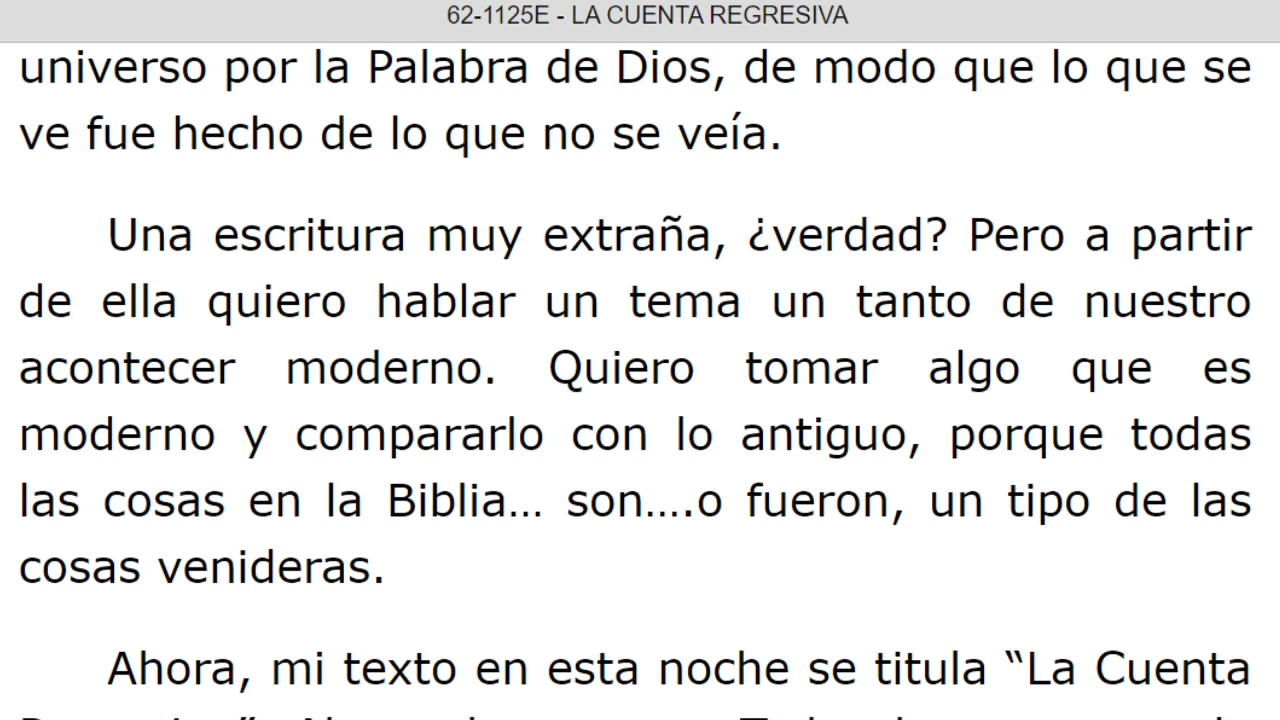 62-1125E - LA CUENTA REGRESIVA
universo por la Palabra de Dios, de modo que lo que se
ve fue hecho de lo que no se veía.
Una escritura muy extraña, ¿verdad? Pero a partir
de ella quiero hablar un tema un tanto de nuestro
acontecer moderno. Quiero tomar algo que es
moderno y compararlo con lo antiguo, porque todas
las cosas en la Biblia... son....o fueron, un tipo de las
cosas venideras.
Ahora, mi texto en esta noche se titula “La Cuenta